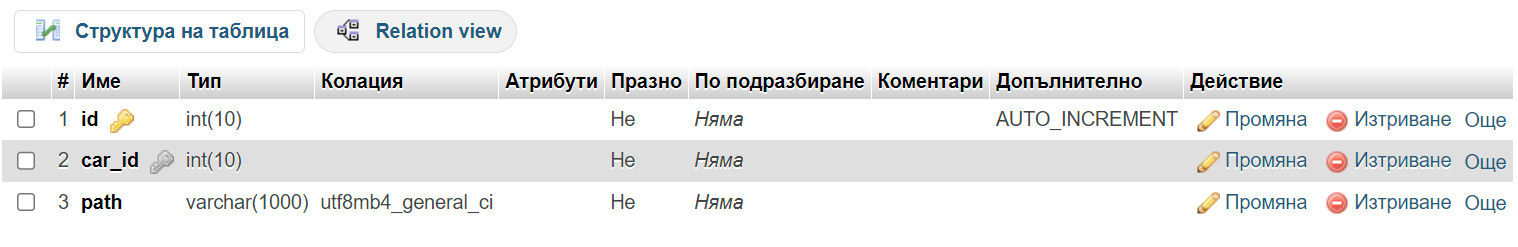 Структура на таблица Relation view
# Име Тип Колация Атрибути Празно По подразбиране Коментари Допълнително Действие
1 id int(10) Не Няма AUTO_INCREMENT Промяна Изтриване Още
2 car_id int(10) Не Няма Промяна Изтриване Още
3 path varchar(1000) utf8mb4_general_ci Не Няма Промяна Изтриване Още